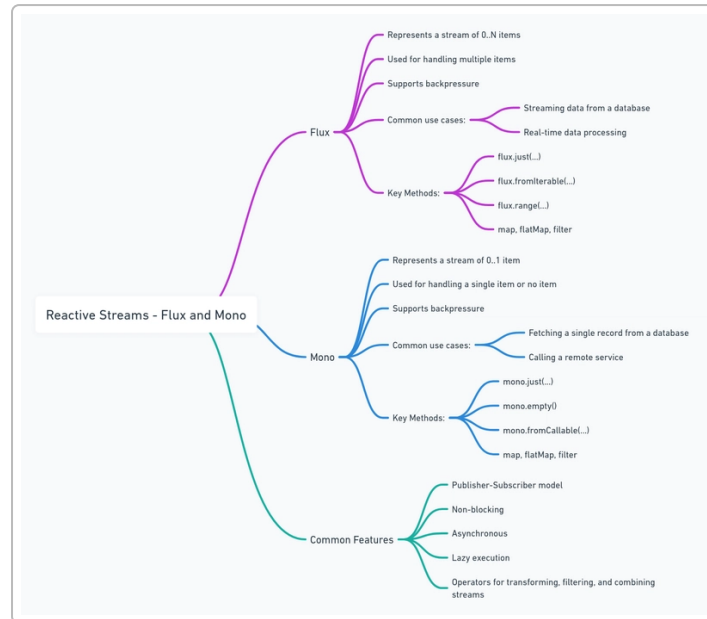 Reactive Streams - Flux and Mono
Flux
Represents a stream of 0..N items
Used for handling multiple items
Supports backpressure
Common use cases:
Streaming data from a database
Real-time data processing
Key Methods:
flux.just(...)
flux.fromIterable(...)
flux.range(...)
map, flatMap, filter
Mono
Represents a stream of 0..1 item
Used for handling a single item or no item
Supports backpressure
Common use cases:
Fetching a single record from a database
Calling a remote service
Key Methods:
mono.just(...)
mono.empty()
mono.fromCallable(...)
map, flatMap, filter
Common Features
Publisher-Subscriber model
Non-blocking
Asynchronous
Lazy execution
Operators for transforming, filtering, and combining
streams